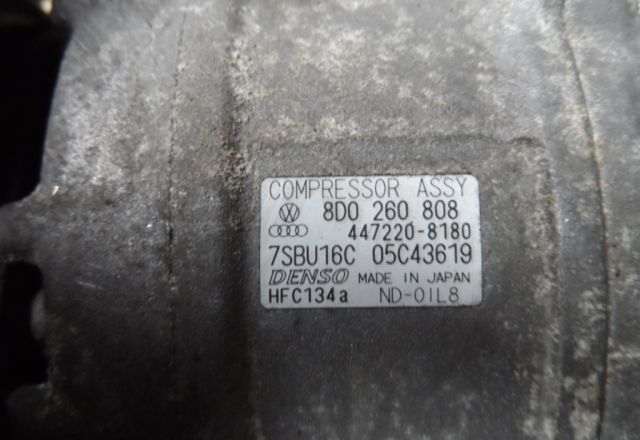 COMPRESSOR ASSY
8D0 260 808
447220-8180
7SBU16C 05C43619
DENSO MADE IN JAPAN
HFC134a ND-OIL8